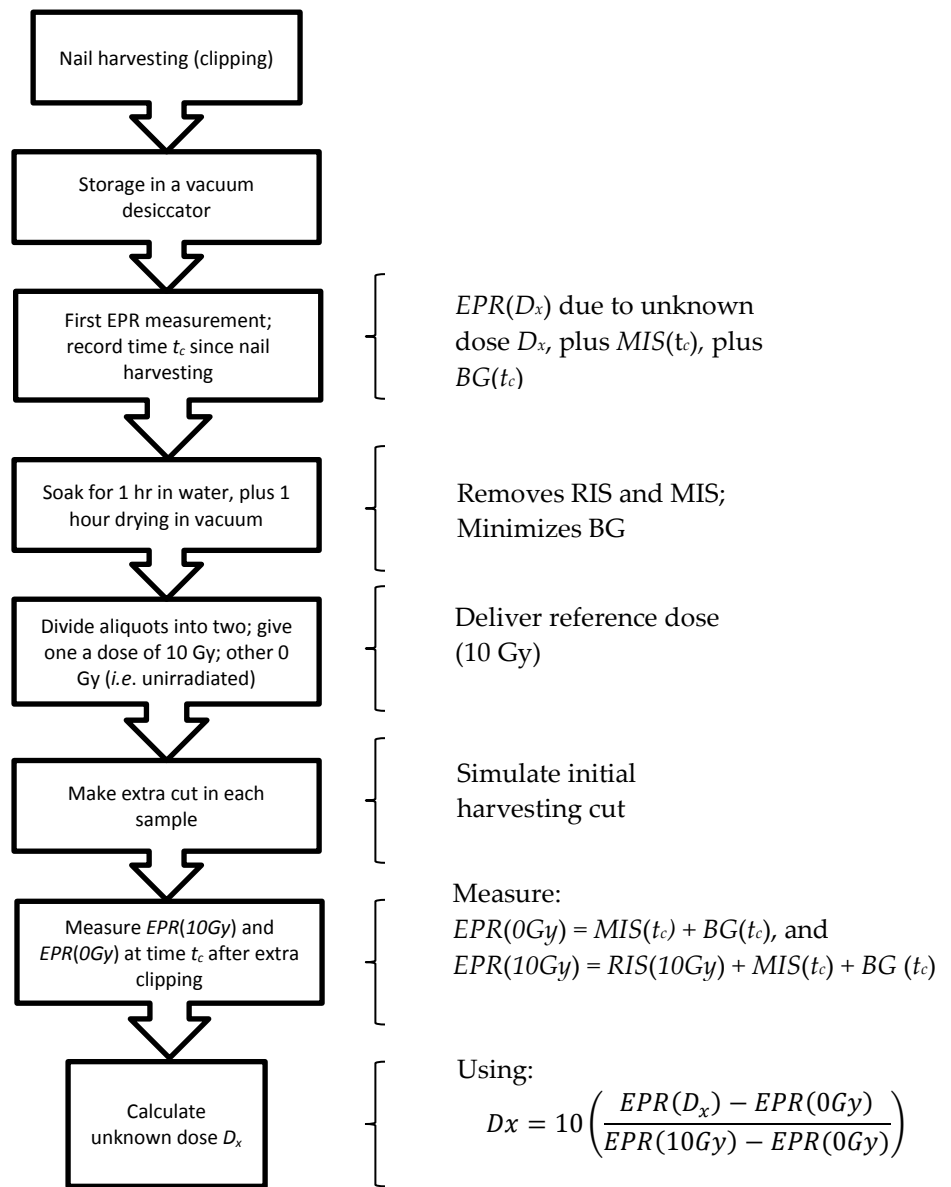 Nail harvesting (clipping)
Storage in a vacuum
desiccator
First EPR measurement;
record time tc since nail
harvesting
EPR(Dx) due to unknown
dose Dx, plus MIS(tc), plus
BG(tc)
Soak for 1 hr in water, plus 1
hour drying in vacuum
Removes RIS and MIS;
Minimizes BG
Divide aliquots into two; give
one a dose of 10 Gy; other 0
Gy (i.e. unirradiated)
Deliver reference dose
(10 Gy)
Make extra cut in each
sample
Simulate initial
harvesting cut
Measure EPR(10Gy) and
EPR(0Gy) at time tc after extra
clipping
Measure:
EPR(0Gy) = MIS(tc) + BG(tc), and
EPR(10Gy) = RIS(10Gy) + MIS(tc) + BG (tc)
Calculate
unknown dose Dx
Using:
Dx = 10 ( EPR(Dx) − EPR(0Gy) / EPR(10Gy) − EPR(0Gy) )